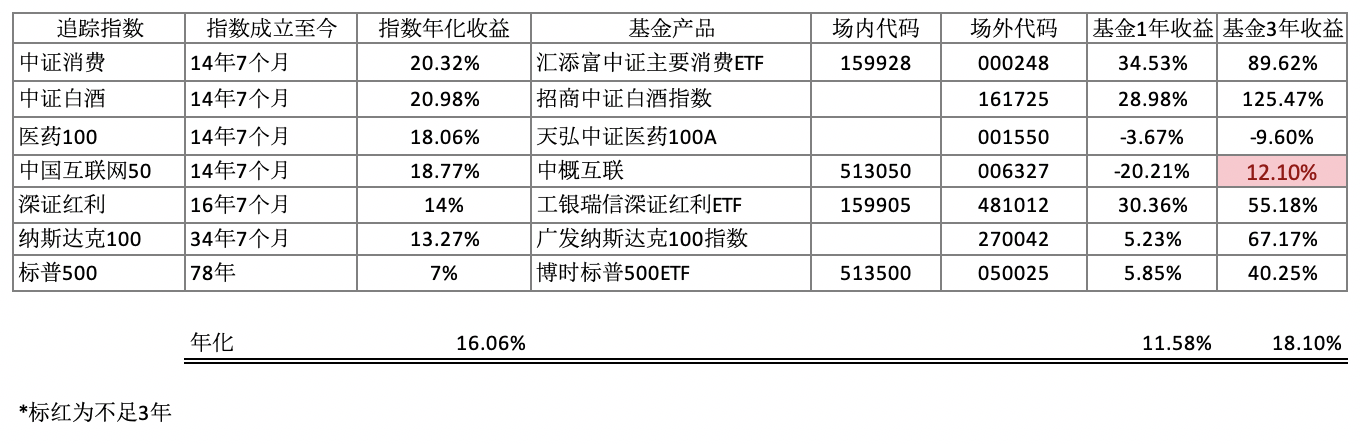 追踪指数 指数成立至今 指数年化收益 基金产品 场内代码 场外代码 基金1年收益 基金3年收益
中证消费 14年7个月 20.32% 汇添富中证主要消费ETF 159928 000248 34.53% 89.62%
中证白酒 14年7个月 20.98% 招商中证白酒指数 161725 28.98% 125.47%
医药100 14年7个月 18.06% 天弘中证医药100A 001550 -3.67% -9.60%
中国互联网50 14年7个月 18.77% 中概互联 513050 006327 -20.21% 12.10%
深证红利 16年7个月 14% 工银瑞信深证红利ETF 159905 481012 30.36% 55.18%
纳斯达克100 34年7个月 13.27% 广发纳斯达克100指数 270042 5.23% 67.17%
标普500 78年 7% 博时标普500ETF 513500 050025 5.85% 40.25%
年化 16.06% 11.58% 18.10%
*标红为不足3年